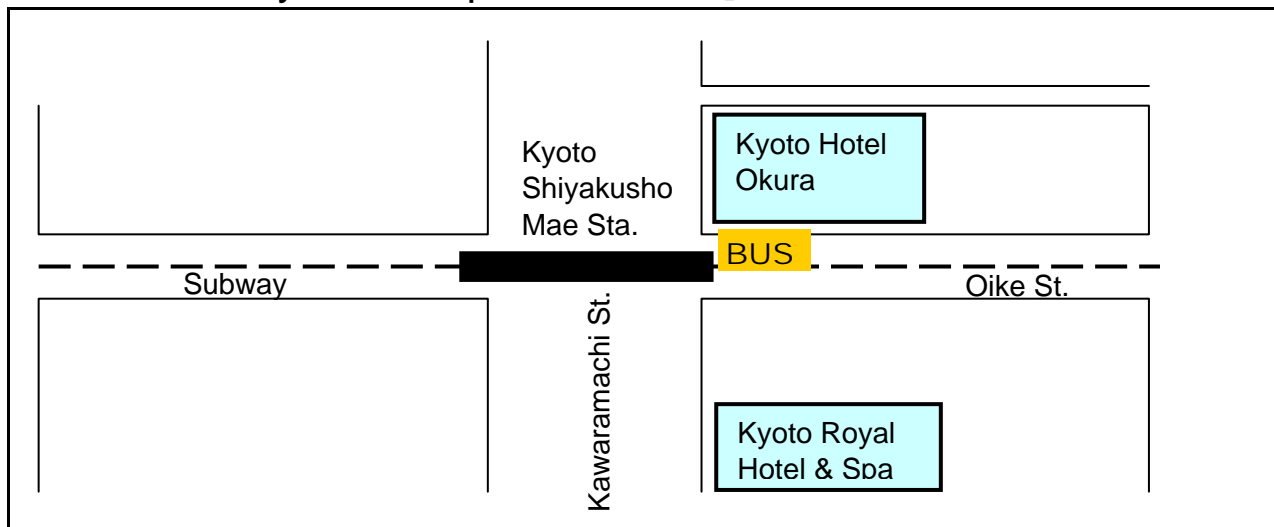 Kyoto
Shiyakusho
Mae Sta.
Kyoto Hotel
Okura
BUS
Subway
Oike St.
Kawaramachi St.
Kyoto Royal
Hotel & Spa